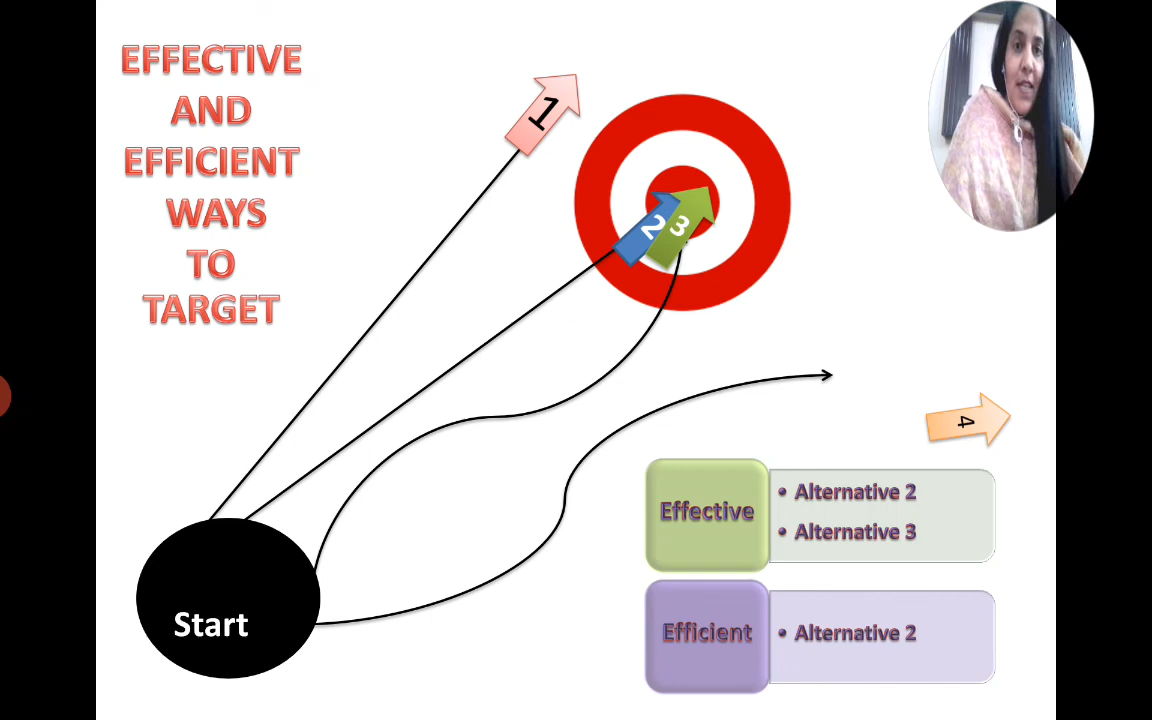 EFFECTIVE
AND
EFFICIENT
WAYS
TO
TARGET
1
2
3
4
Start
Effective
• Alternative 2
• Alternative 3
Efficient
• Alternative 2